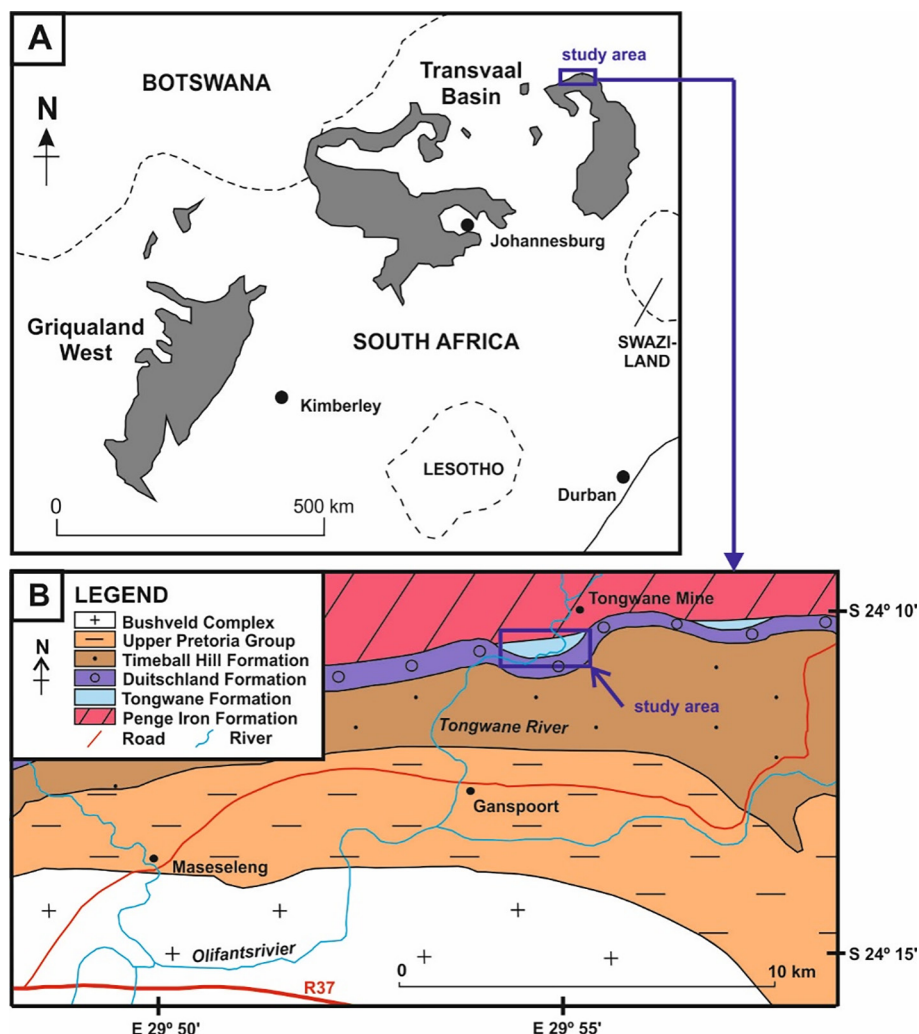 A
N
BOTSWANA
Transvaal
Basin
study area
Johannesburg
Griqualand
West
SOUTH AFRICA
SWAZI-
LAND
Kimberley
LESOTHO
Durban
0
500 km
B
N
LEGEND
Bushveld Complex
Upper Pretoria Group
Timeball Hill Formation
Duitschland Formation
Tongwane Formation
Penge Iron Formation
Road
River
Tongwane Mine
S 24º 10'
study area
Tongwane River
Ganspoort
Maseseleng
Olifantsrivier
0
10 km
S 24º 15'
R37
E 29º 50'
E 29º 55'